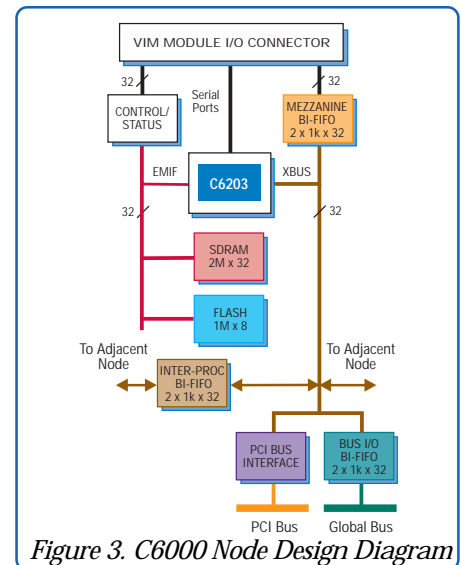 VIM MODULE I/O CONNECTOR
32
Serial
Ports
32
CONTROL/
STATUS
MEZZANINE
BI-FIFO
2 x 1k x 32
EMIF
C6203
XBUS
32
32
SDRAM
2M x 32
FLASH
1M x 8
To Adjacent
Node
To Adjacent
Node
INTER-PROC
BI-FIFO
2 x 1k x 32
PCI BUS
INTERFACE
BUS I/O
BI-FIFO
2 x 1k x 32
PCI Bus
Global Bus
Figure 3. C6000 Node Design Diagram